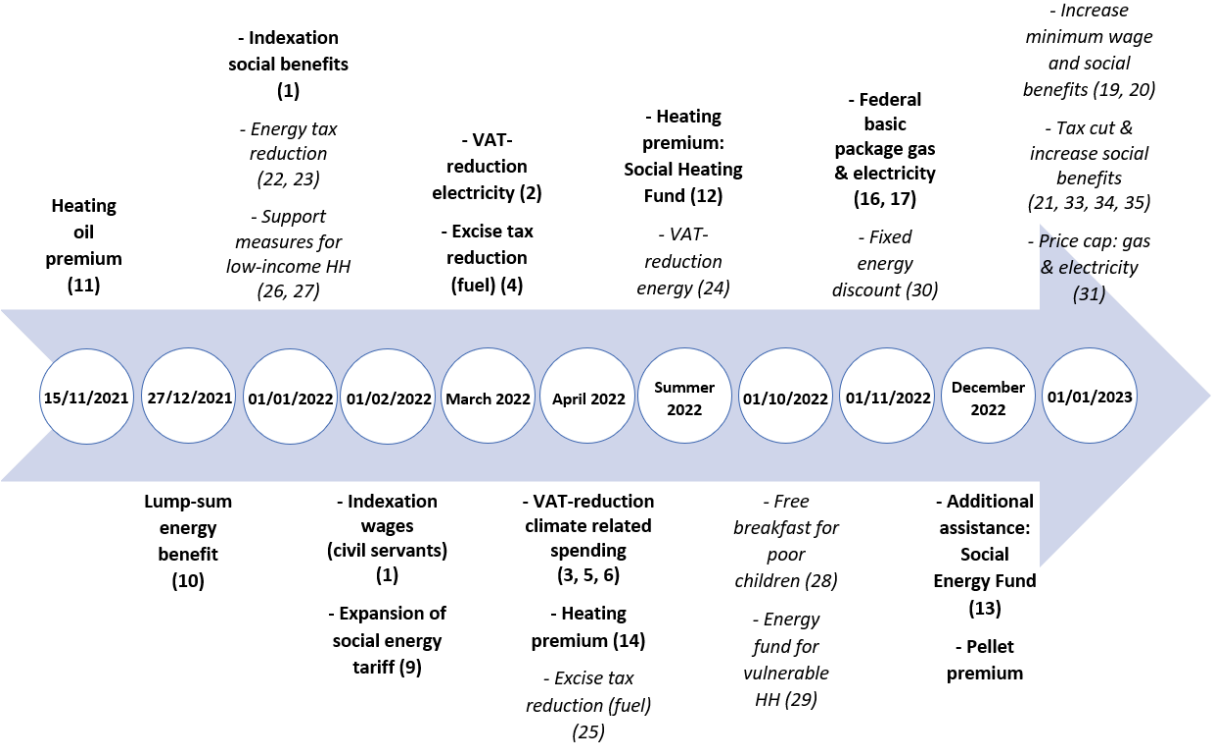 Heating
oil
premium
(11)
- Indexation
social benefits
(1)
- Energy tax
reduction
(22, 23)
- Support
measures for
low-income HH
(26, 27)
- VAT-
reduction
electricity (2)
- Excise tax
reduction
(fuel) (4)
- Heating
premium:
Social Heating
Fund (12)
- VAT-
reduction
energy (24)
- Federal
basic
package gas
& electricity
(16, 17)
- Fixed
energy
discount (30)
- Increase
minimum wage
and social
benefits (19, 20)
- Tax cut &
increase social
benefits
(21, 33, 34, 35)
- Price cap: gas
& electricity
(31)
15/11/2021
27/12/2021
01/01/2022
01/02/2022
March 2022
April 2022
Summer
2022
01/10/2022
01/11/2022
December
2022
01/01/2023
Lump-sum
energy
benefit
(10)
- Indexation
wages
(civil servants)
(1)
- Expansion of
social energy
tariff (9)
- VAT-reduction
climate related
spending
(3, 5, 6)
- Heating
premium (14)
- Excise tax
reduction (fuel)
(25)
- Free
breakfast for
poor
children (28)
- Energy
fund for
vulnerable
HH (29)
- Additional
assistance:
Social
Energy Fund
(13)
- Pellet
premium